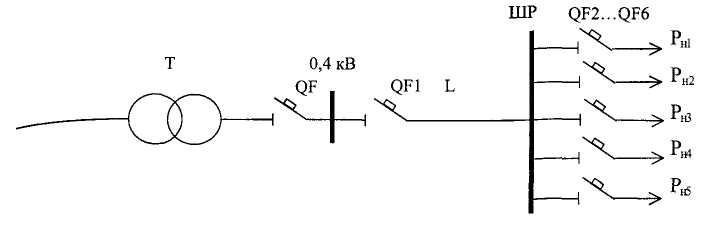 ШР QF2...QF6
T 0,4 кВ
QF QF1 L
Pн1
Pн2
Pн3
Pн4
Pн5